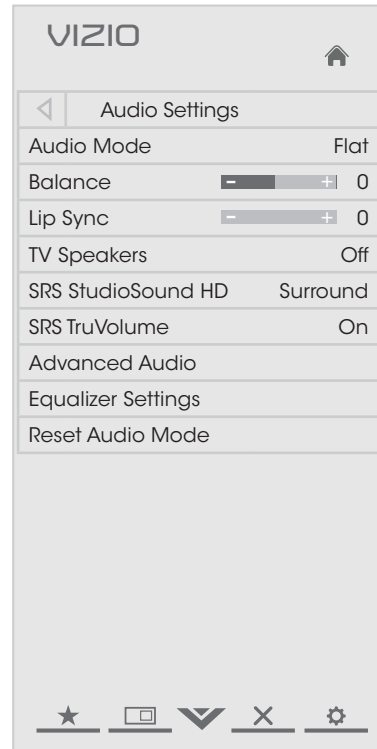 VIZIO
Audio Settings
Audio Mode Flat
Balance - + 0
Lip Sync - + 0
TV Speakers Off
SRS StudioSound HD Surround
SRS TruVolume On
Advanced Audio
Equalizer Settings
Reset Audio Mode